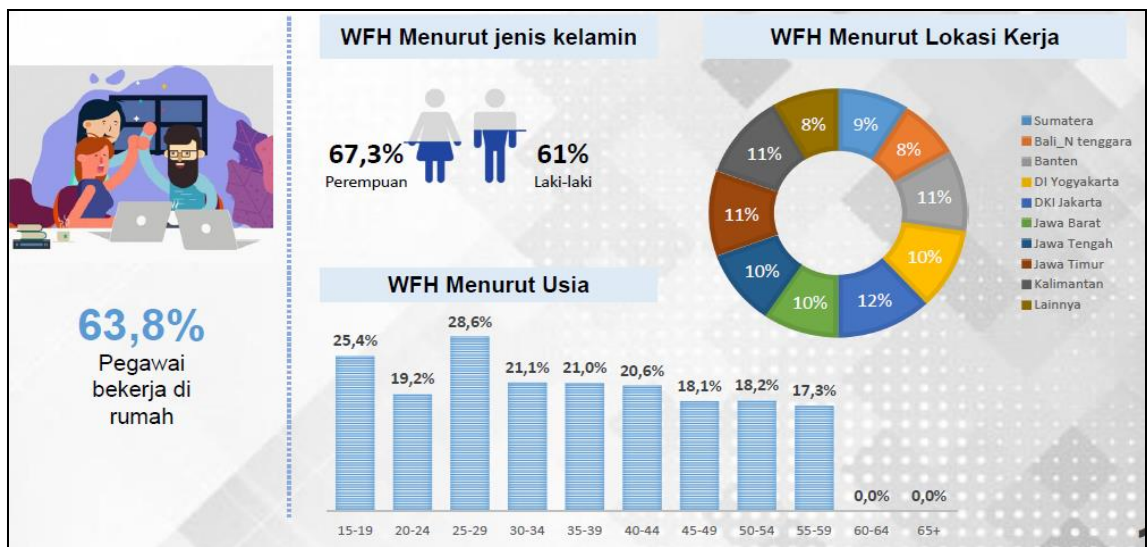 63,8%
Pegawai
bekerja di
rumah
WFH Menurut jenis kelamin
67,3%
Perempuan
61%
Laki-laki
WFH Menurut Usia
25,4%
19,2%
28,6%
21,1%
21,0%
20,6%
18,1%
18,2%
17,3%
0,0%
0,0%
15-19
20-24
25-29
30-34
35-39
40-44
45-49
50-54
55-59
60-64
65+
WFH Menurut Lokasi Kerja
9%
8%
11%
10%
12%
10%
10%
11%
11%
8%
Sumatera
Bali_N tenggara
Banten
DI Yogyakarta
DKI Jakarta
Jawa Barat
Jawa Tengah
Jawa Timur
Kalimantan
Lainnya